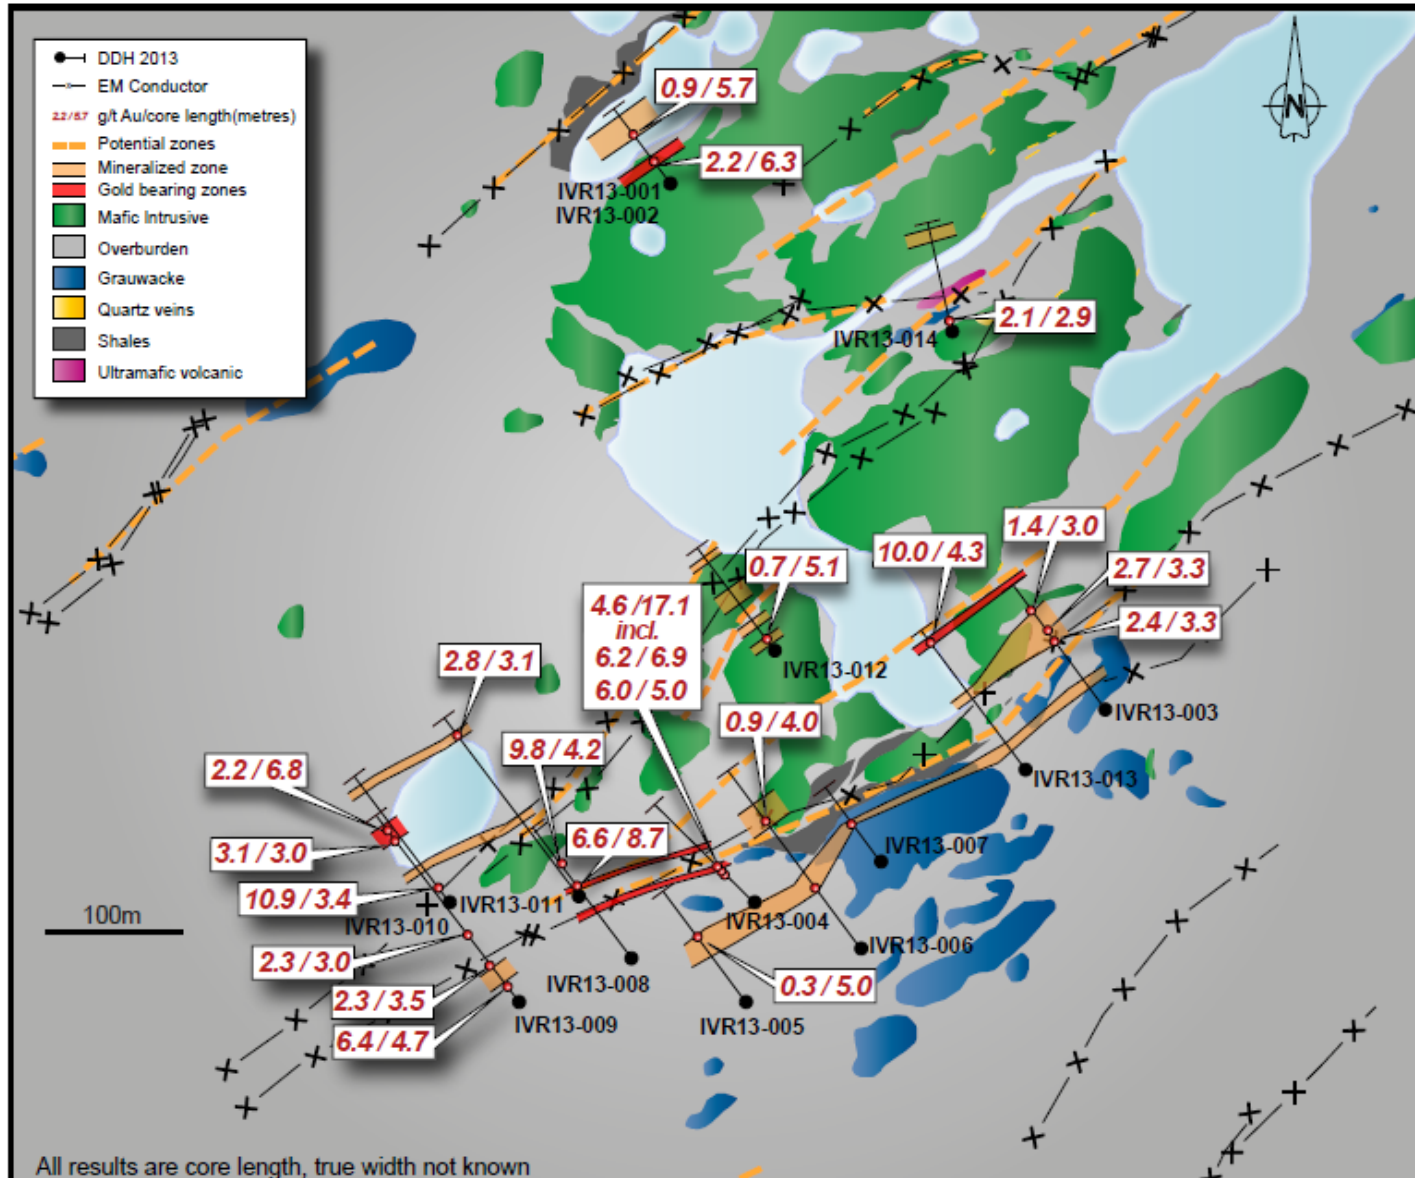 DDH 2013
EM Conductor
2.2 / 6.7 g/t Au/core length(metres)
Potential zones
Mineralized zone
Gold bearing zones
Mafic Intrusive
Overburden
Grauwacke
Quartz veins
Shales
Ultramafic volcanic
N
0.9 / 5.7
2.2 / 6.3
IVR13-001
IVR13-002
2.1 / 2.9
IVR13-014
1.4 / 3.0
10.0 / 4.3
2.7 / 3.3
0.7 / 5.1
4.6 /17.1
incl.
6.2 / 6.9
6.0 / 5.0
2.4 / 3.3
IVR13-012
2.8 / 3.1
IVR13-003
0.9 / 4.0
9.8 / 4.2
2.2 / 6.8
IVR13-013
6.6 / 8.7
3.1 / 3.0
IVR13-007
10.9 / 3.4
IVR13-011
100m
IVR13-010
IVR13-004
IVR13-006
2.3 / 3.0
IVR13-008
0.3 / 5.0
2.3 / 3.5
IVR13-009
IVR13-005
6.4 / 4.7
All results are core length, true width not known